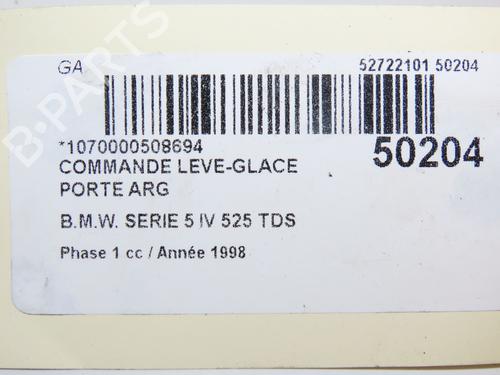 GA
52722101 50204
*1070000508694
50204
COMMANDE LEVE-GLACE
PORTE ARG
B.M.W. SERIE 5 IV 525 TDS
Phase 1 cc / Année 1998
B-PARTS